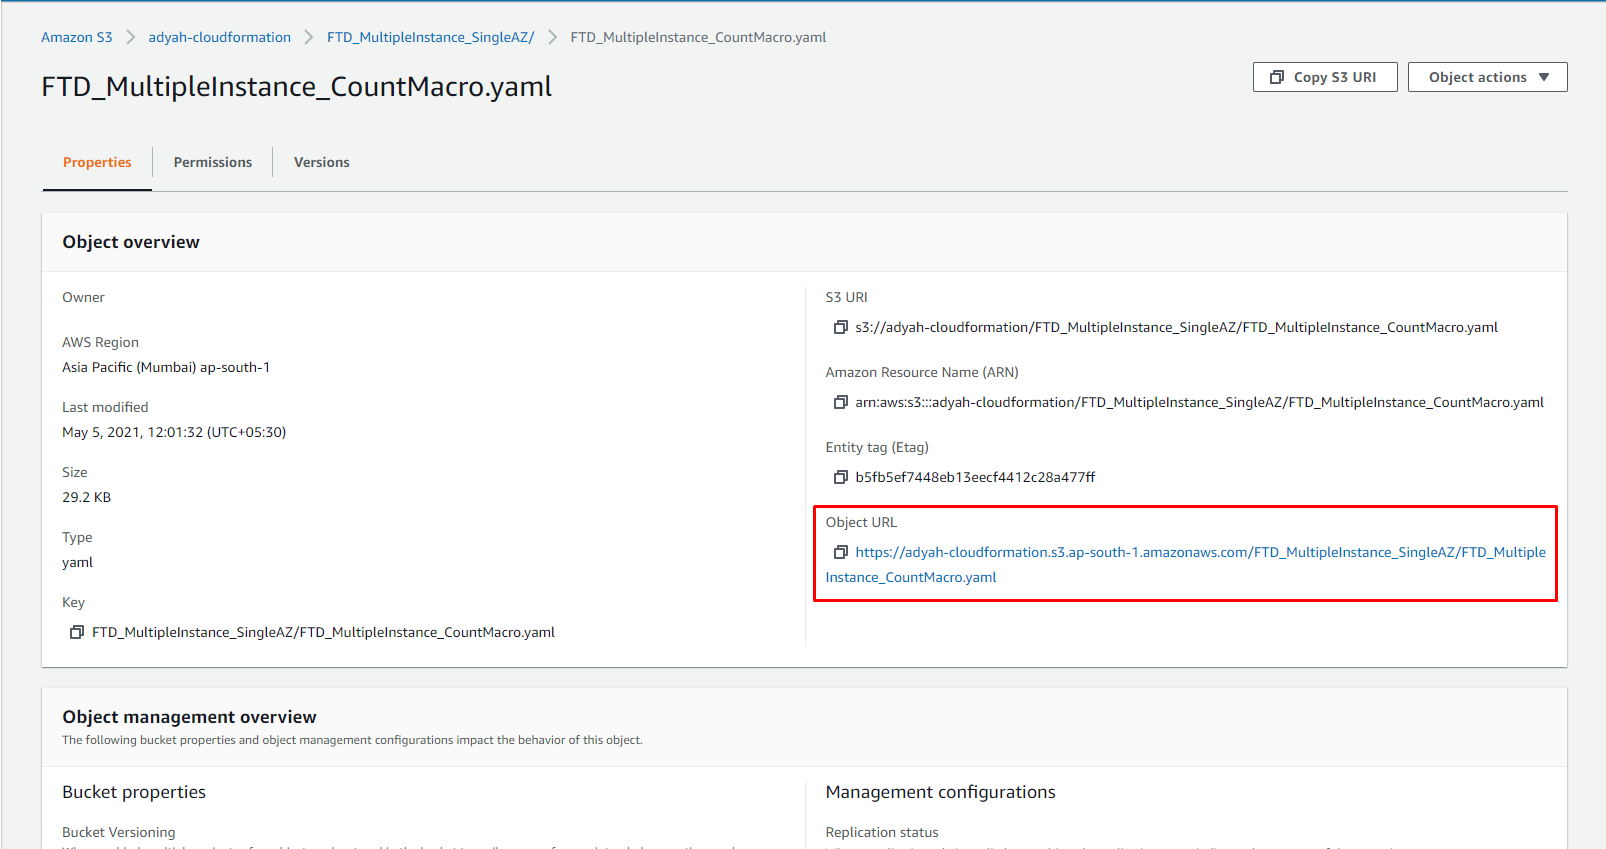 Amazon S3 > adyah-cloudformation > FTD_MultipleInstance_SingleAZ/ > FTD_MultipleInstance_CountMacro.yaml
FTD_MultipleInstance_CountMacro.yaml
Copy S3 URI
Object actions ▼
Properties
Permissions
Versions
Object overview
Owner
AWS Region
Asia Pacific (Mumbai) ap-south-1
Last modified
May 5, 2021, 12:01:32 (UTC+05:30)
Size
29.2 KB
Type
yaml
Key
FTD_MultipleInstance_SingleAZ/FTD_MultipleInstance_CountMacro.yaml
S3 URI
s3://adyah-cloudformation/FTD_MultipleInstance_SingleAZ/FTD_MultipleInstance_CountMacro.yaml
Amazon Resource Name (ARN)
arn:aws:s3:::adyah-cloudformation/FTD_MultipleInstance_SingleAZ/FTD_MultipleInstance_CountMacro.yaml
Entity tag (Etag)
b5fb5ef7448eb13eecf4412c28a477ff
Object URL
https://adyah-cloudformation.s3.ap-south-1.amazonaws.com/FTD_MultipleInstance_SingleAZ/FTD_Multiple
Instance_CountMacro.yaml
Object management overview
The following bucket properties and object management configurations impact the behavior of this object.
Bucket properties
Bucket Versioning
Management configurations
Replication status